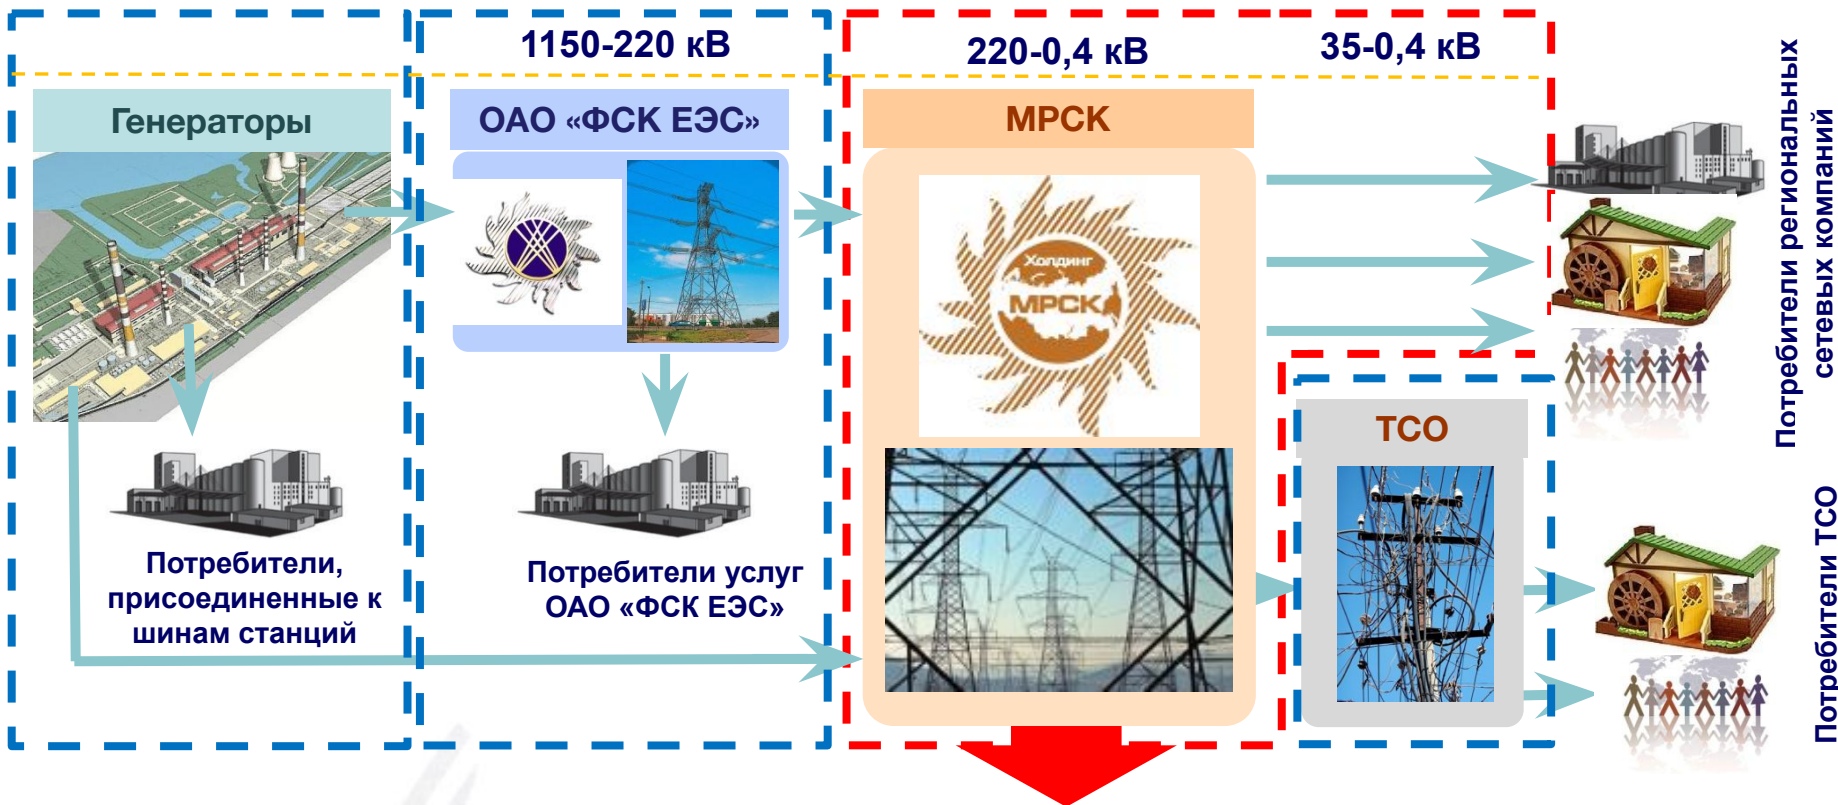 1150-220 кВ
220-0,4 кВ
35-0,4 кВ
Генераторы
ОАО «ФСК ЕЭС»
МРСК
Холдинг
МРСК
ТСО
Потребители,
присоединенные к
шинам станций
Потребители услуг
ОАО «ФСК ЕЭС»
Потребители региональных
сетевых компаний
Потребители ТСО